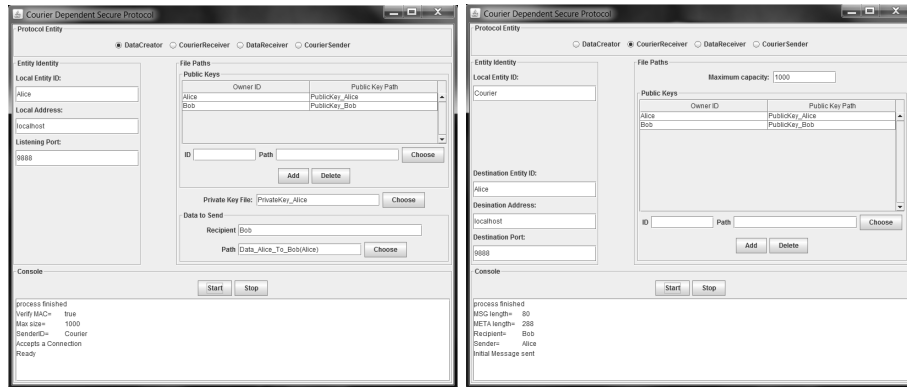 Courier Dependent Secure Protocol
Protocol Entity
DataCreator CourierReceiver DataReceiver CourierSender
Entity Identity
Local Entity ID:
Alice
Local Address:
localhost
Listening Port:
9888
File Paths
Public Keys
Owner ID Public Key Path
Alice PublicKey_Alice
Bob PublicKey_Bob
ID Path Choose
Add Delete
Private Key File: PrivateKey_Alice Choose
Data to Send
Recipient Bob
Path Data_Alice_To_Bob(Alice) Choose
Console
Start Stop
process finished
Verify MAC= true
Max size= 1000
SenderID= Courier
Accepts a Connection
Ready
Courier Dependent Secure Protocol
Protocol Entity
DataCreator CourierReceiver DataReceiver CourierSender
Entity Identity
Local Entity ID:
Courier
Destination Entity ID:
Alice
Desination Address:
localhost
Destination Port:
9888
File Paths
Maximum capacity: 1000
Public Keys
Owner ID Public Key Path
Alice PublicKey_Alice
Bob PublicKey_Bob
ID Path Choose
Add Delete
Console
Start Stop
process finished
MSG length= 80
META length= 288
Recipient= Bob
Sender= Alice
Initial Message sent